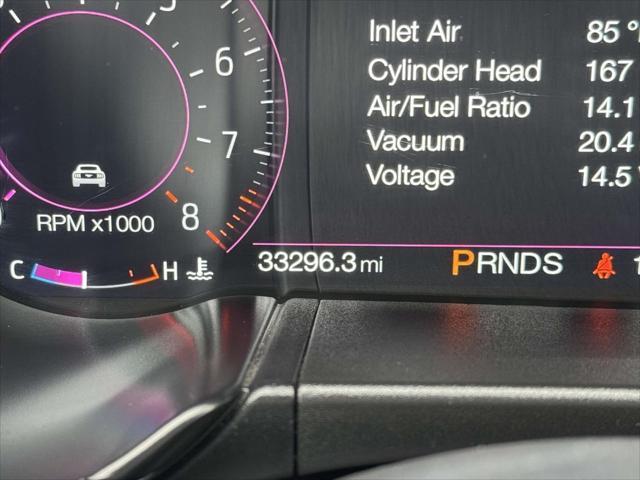 Inlet Air 85 °
Cylinder Head 167
Air/Fuel Ratio 14.1
Vacuum 20.4
Voltage 14.5
6
7
8
RPM x1000
C H
33296.3 mi
PRNDS